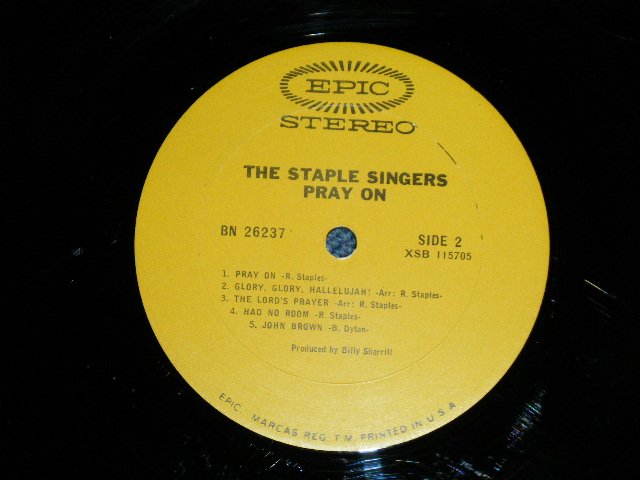 EPIC
STEREO
THE STAPLE SINGERS
PRAY ON
BN 26237
SIDE 2
XSB 115705
1. PRAY ON -R. Staples-
2. GLORY, GLORY, HALLELUJAH! -Arr: R. Staples-
3. THE LORD'S PRAYER -Arr: R. Staples-
4. HAD NO ROOM -R. Staples-
5. JOHN BROWN -B. Dylan-
Produced by Billy Sherrill
EPIC, MARCAS REG. T.M. PRINTED IN U.S.A.